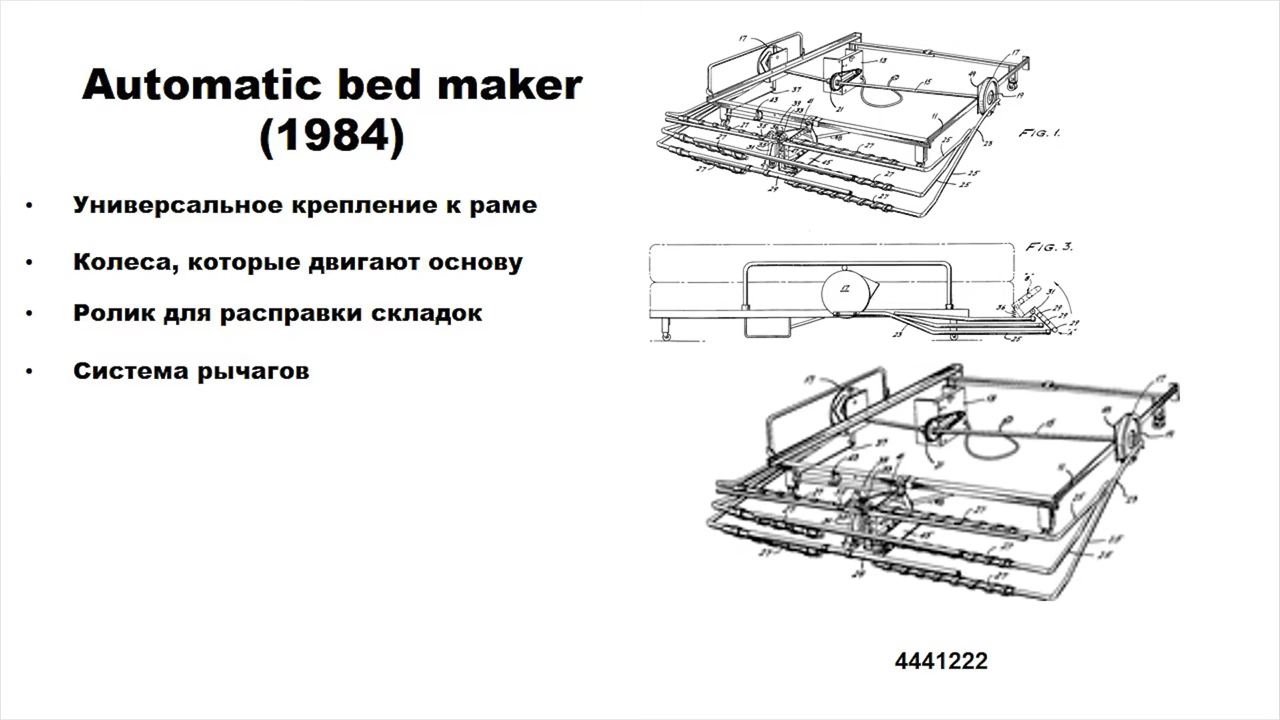 Automatic bed maker
(1984)
• Универсальное крепление к раме
• Колеса, которые двигают основу
• Ролик для расправки складок
• Система рычагов
FIG. 1.
FIG. 3.
4441222